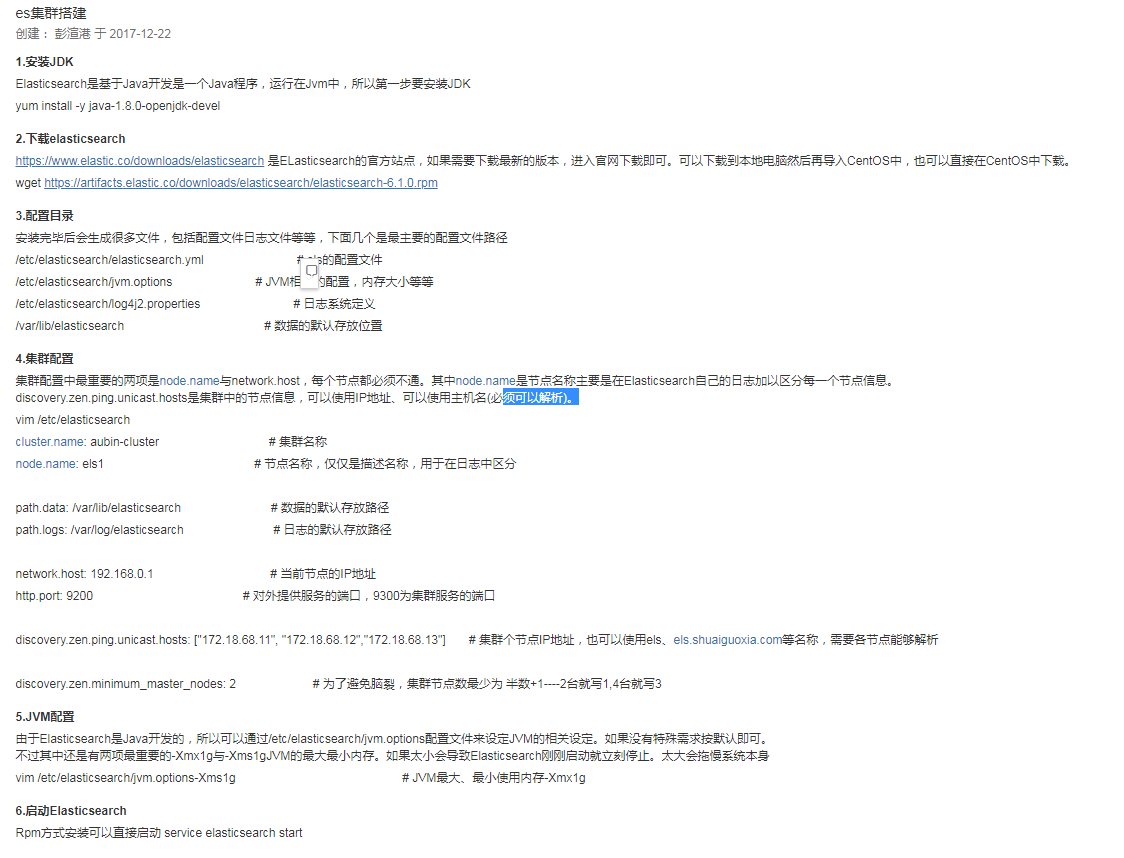 es集群搭建
创建： 彭渲港 于 2017-12-22
1.安装JDK
Elasticsearch是基于Java开发是一个Java程序，运行在Jvm中，所以第一步要安装JDK
yum install -y java-1.8.0-openjdk-devel
2.下载elasticsearch
https://www.elastic.co/downloads/elasticsearch 是ELasticsearch的官方站点，如果需要下载最新的版本，进入官网下载即可。可以下载到本地电脑然后再导入CentOS中，也可以直接在CentOS中下载。
wget https://artifacts.elastic.co/downloads/elasticsearch/elasticsearch-6.1.0.rpm
3.配置目录
安装完毕后会生成很多文件，包括配置文件日志文件等等，下面几个是最主要的配置文件路径
/etc/elasticsearch/elasticsearch.yml # els的配置文件
/etc/elasticsearch/jvm.options # JVM相的配置，内存大小等等
/etc/elasticsearch/log4j2.properties # 日志系统定义
/var/lib/elasticsearch # 数据的默认存放位置
4.集群配置
集群配置中最重要的两项是node.name与network.host，每个节点都必须不通。其中node.name是节点名称主要是在Elasticsearch自己的日志加以区分每一个节点信息。
discovery.zen.ping.unicast.hosts是集群中的节点信息，可以使用IP地址、可以使用主机名(必须可以解析)。
vim /etc/elasticsearch
cluster.name: aubin-cluster # 集群名称
node.name: els1 # 节点名称，仅仅是描述名称，用于在日志中区分
path.data: /var/lib/elasticsearch # 数据的默认存放路径
path.logs: /var/log/elasticsearch # 日志的默认存放路径
network.host: 192.168.0.1 # 当前节点的IP地址
http.port: 9200 # 对外提供服务的端口，9300为集群服务的端口
discovery.zen.ping.unicast.hosts: ["172.18.68.11", "172.18.68.12","172.18.68.13"] # 集群个节点IP地址，也可以使用els、els.shuaiguoxia.com等名称，需要各节点能够解析
discovery.zen.minimum_master_nodes: 2 # 为了避免脑裂，集群节点数最少为 半数+1----2台就写1,4台就写3
5.JVM配置
由于Elasticsearch是Java开发的，所以可以通过/etc/elasticsearch/jvm.options配置文件来设定JVM的相关设定。如果没有特殊需求按默认即可。
不过其中还是有两项最重要的-Xmx1g与-Xms1gJVM的最大最小内存。如果太小会导致Elasticsearch刚刚启动就立刻停止。太大会拖慢系统本身
vim /etc/elasticsearch/jvm.options-Xms1g # JVM最大、最小使用内存-Xmx1g
6.启动Elasticsearch
Rpm方式安装可以直接启动 service elasticsearch start